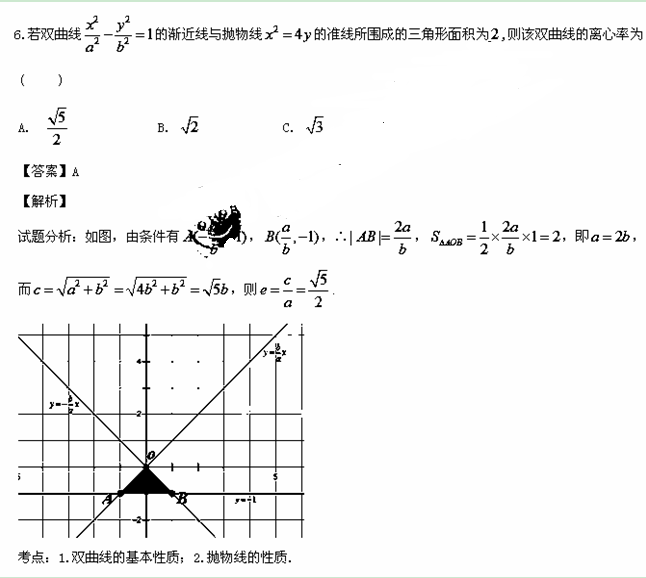 6.若双曲线 x²/a² − y²/b² = 1 的渐近线与抛物线 x² = 4y 的准线所围成的三角形面积为2,则该双曲线的离心率为
(    )
A. √5/2    B. √2    C. √3
【答案】A
【解析】
试题分析：如图，由条件有 B(a/b,−1)，∴|AB|=2a/b，S△AOB=1/2×2a/b×1=2，即a=2b，
而c=√(a²+b²)=√(4b²+b²)=√5b，则e=c/a=√5/2.
y=b/a x
4
y=−b/a x
2
O
5
A B y=−1
-2
考点：1.双曲线的基本性质；2.抛物线的性质.